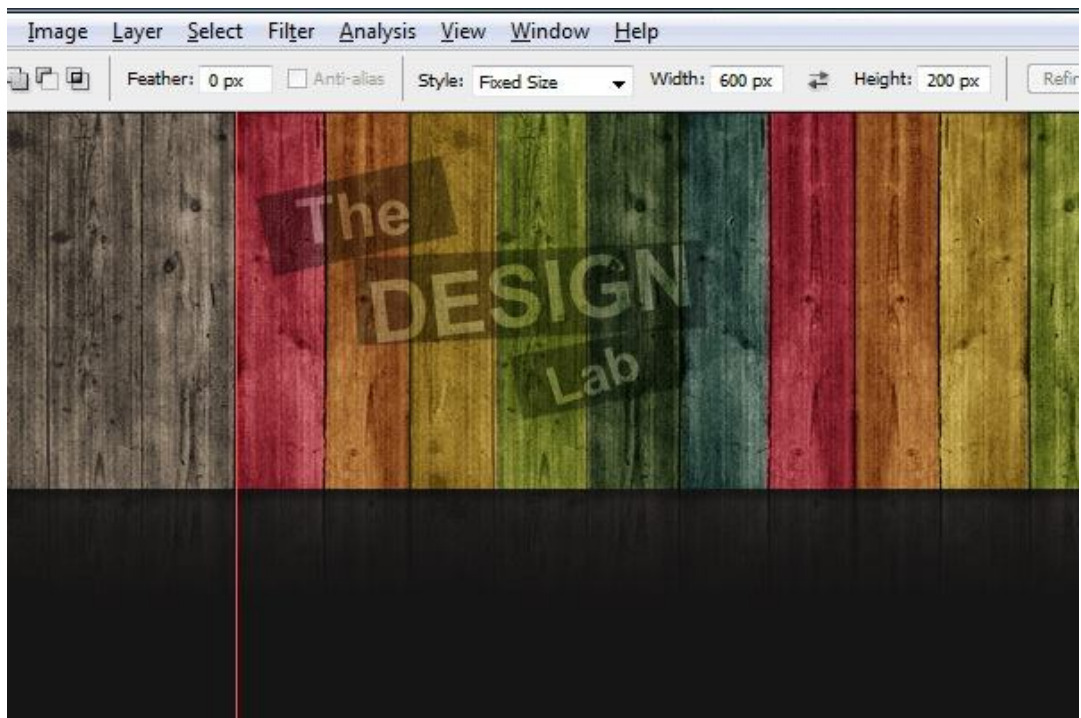 Image Layer Select Filter Analysis View Window Help
Feather: 0 px Anti-alias Style: Fixed Size Width: 600 px Height: 200 px
The
DESIGN
Lab